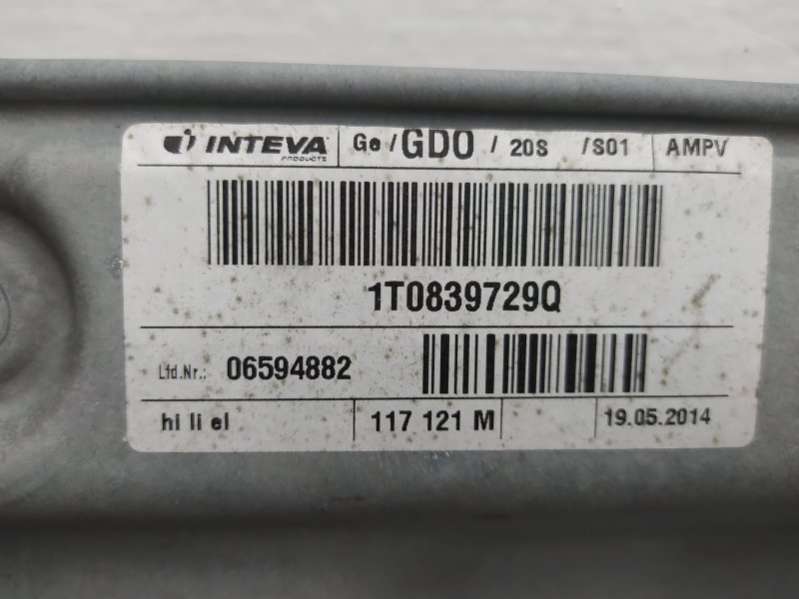 INTEVA PRODUCTS Ge/GDO / 20S /S01 AMPV
1T0839729Q
Lfd.Nr.: 06594882
hi li el 117 121 M 19.05.2014